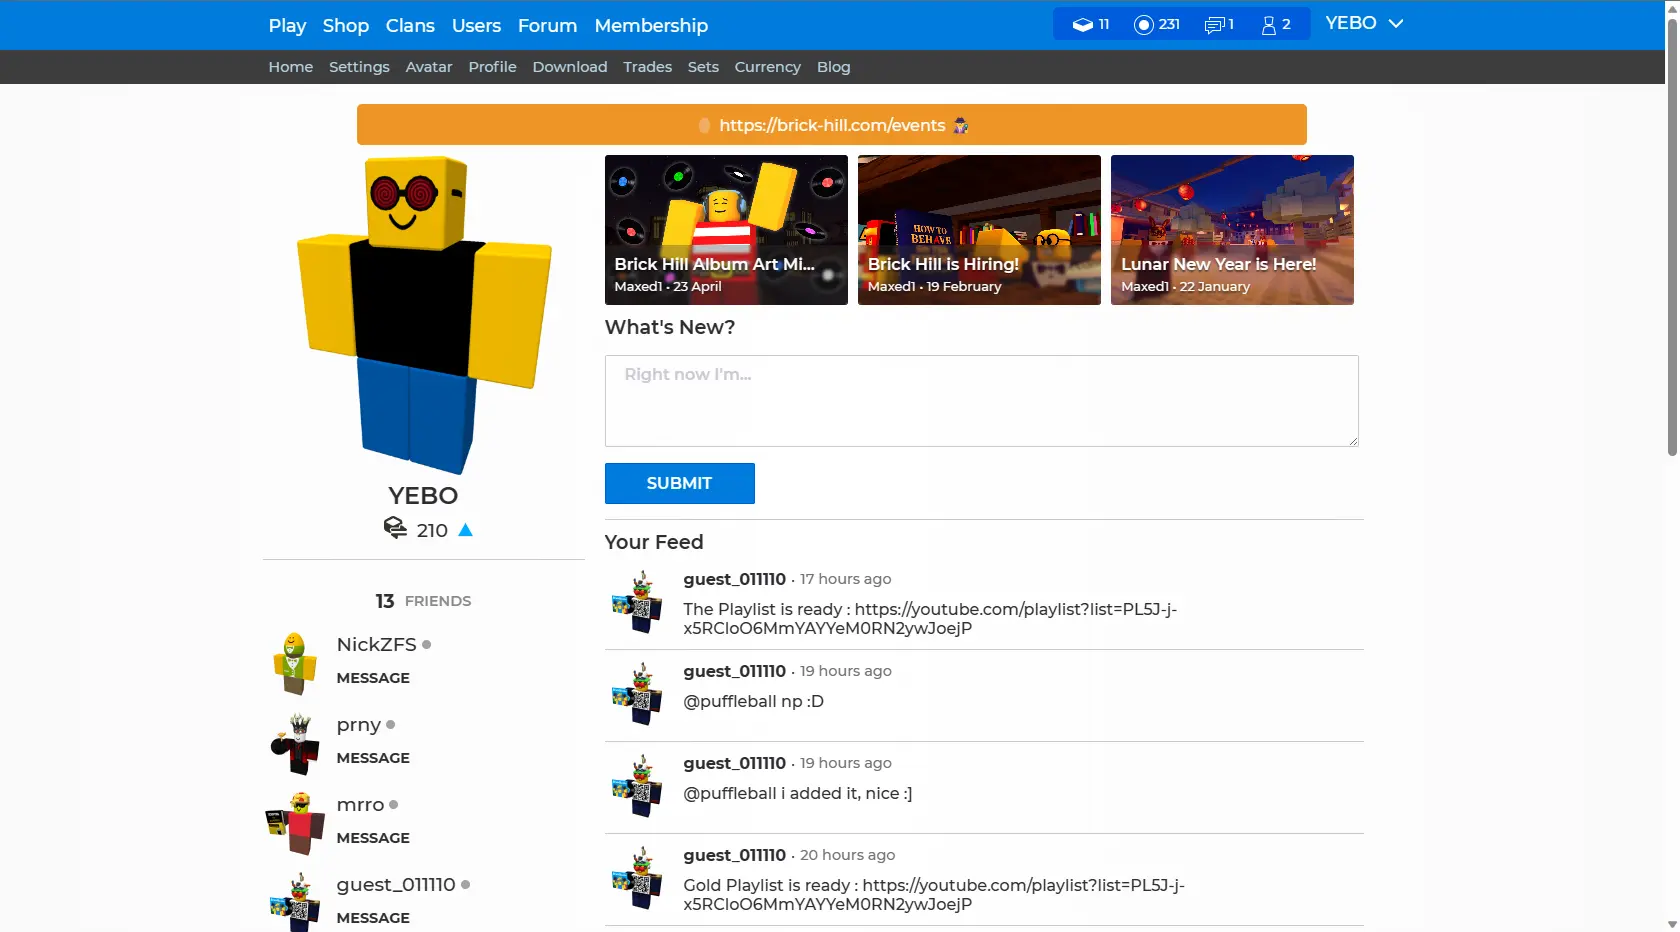 Play Shop Clans Users Forum Membership
11 231 1 2
YEBO
Home Settings Avatar Profile Download Trades Sets Currency Blog
https://brick-hill.com/events
HOW TO
BEHAVE
Brick Hill Album Art Mi...
Maxed1 • 23 April
Brick Hill is Hiring!
Maxed1 • 19 February
Lunar New Year is Here!
Maxed1 • 22 January
What's New?
Right now I'm...
SUBMIT
YEBO
210
13 FRIENDS
NickZFS
MESSAGE
prny
MESSAGE
mrro
MESSAGE
guest_011110
MESSAGE
Your Feed
guest_011110 · 17 hours ago
The Playlist is ready : https://youtube.com/playlist?list=PL5J-j-
x5RCloO6MmYAYYeM0RN2ywJoejP
guest_011110 · 19 hours ago
@puffleball np :D
guest_011110 · 19 hours ago
@puffleball i added it, nice :]
guest_011110 · 20 hours ago
Gold Playlist is ready : https://youtube.com/playlist?list=PL5J-j-
x5RCloO6MmYAYYeM0RN2ywJoejP